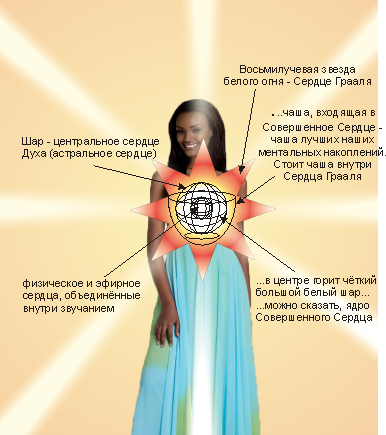 Восьмилучевая звезда
белого огня - Сердце Грааля
...чаша, входящая в
Совершенное Сердце -
чаша лучших наших
ментальных накоплений.
Стоит чаша внутри
Сердца Грааля
Шар - центральное сердце
Духа (астральное сердце)
физическое и эфирное
сердца, объединённые
внутри звучанием
...в центре горит чёткий
большой белый шар...
...можно сказать, ядро
Совершенного Сердца